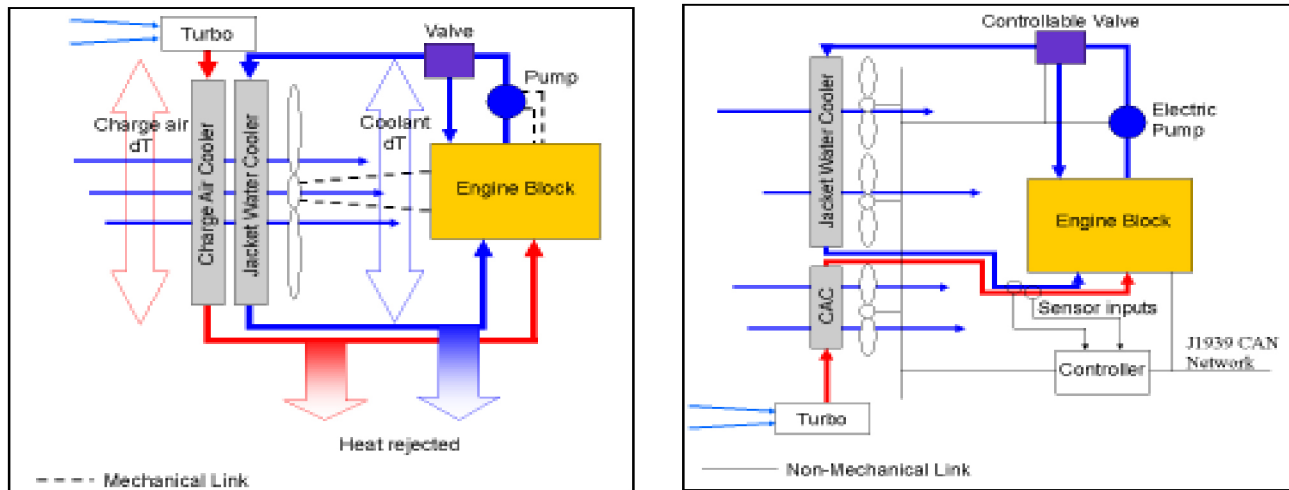 Turbo
Valve
Pump
Charge air
dT
Coolant
dT
Charge Air Cooler
Jacket Water Cooler
Engine Block
Heat rejected
Mechanical Link
Controllable Valve
Electric
Pump
Jacket Water Cooler
Engine Block
CAC
Sensor inputs
J1939 CAN
Network
Controller
Turbo
Non-Mechanical Link